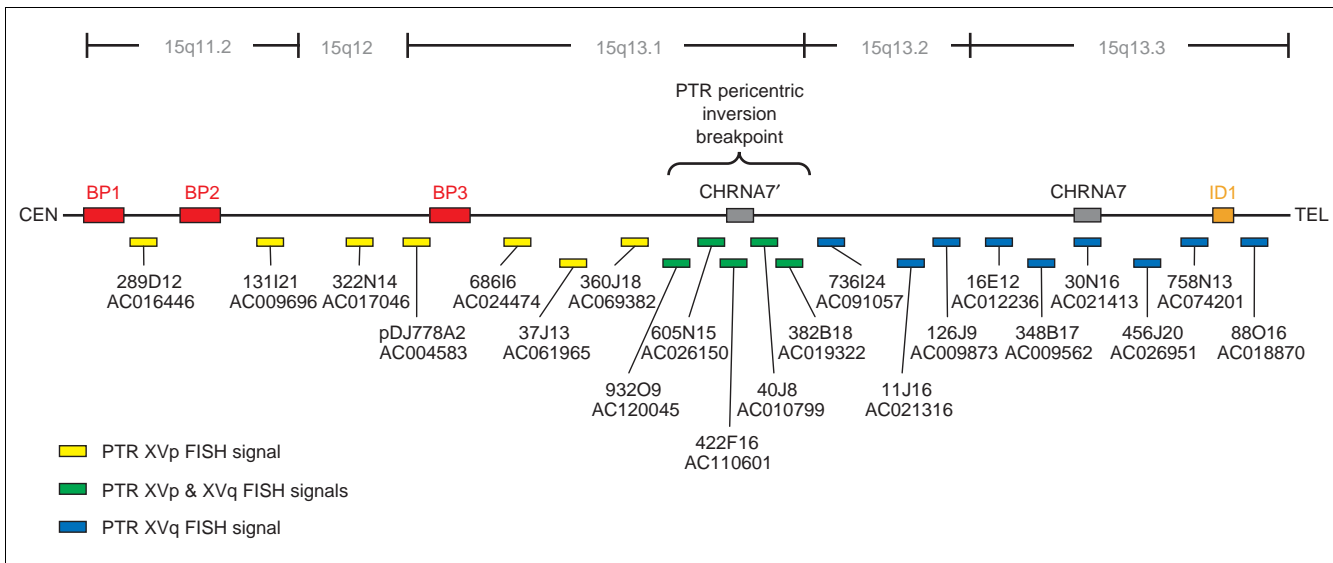 15q11.2 15q12 15q13.1 15q13.2 15q13.3
PTR pericentric
inversion
breakpoint
BP1 BP2 BP3 CHRNA7′ CHRNA7 ID1
CEN TEL
289D12
AC016446
131I21
AC009696
322N14
AC017046
pDJ778A2
AC004583
686I6
AC024474
37J13
AC061965
360J18
AC069382
932O9
AC120045
605N15
AC026150
422F16
AC110601
40J8
AC010799
382B18
AC019322
736I24
AC091057
11J16
AC021316
126J9
AC009873
16E12
AC012236
348B17
AC009562
30N16
AC021413
456J20
AC026951
758N13
AC074201
88O16
AC018870
PTR XVp FISH signal
PTR XVp & XVq FISH signals
PTR XVq FISH signal